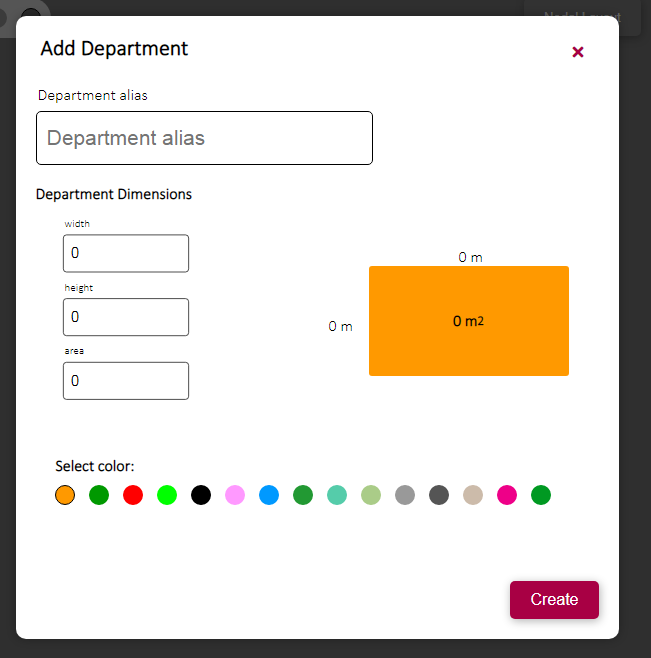 Add Department
×
Department alias
Department alias
Department Dimensions
width
0
height
0
area
0
0 m
0 m
0 m2
Select color:
Create